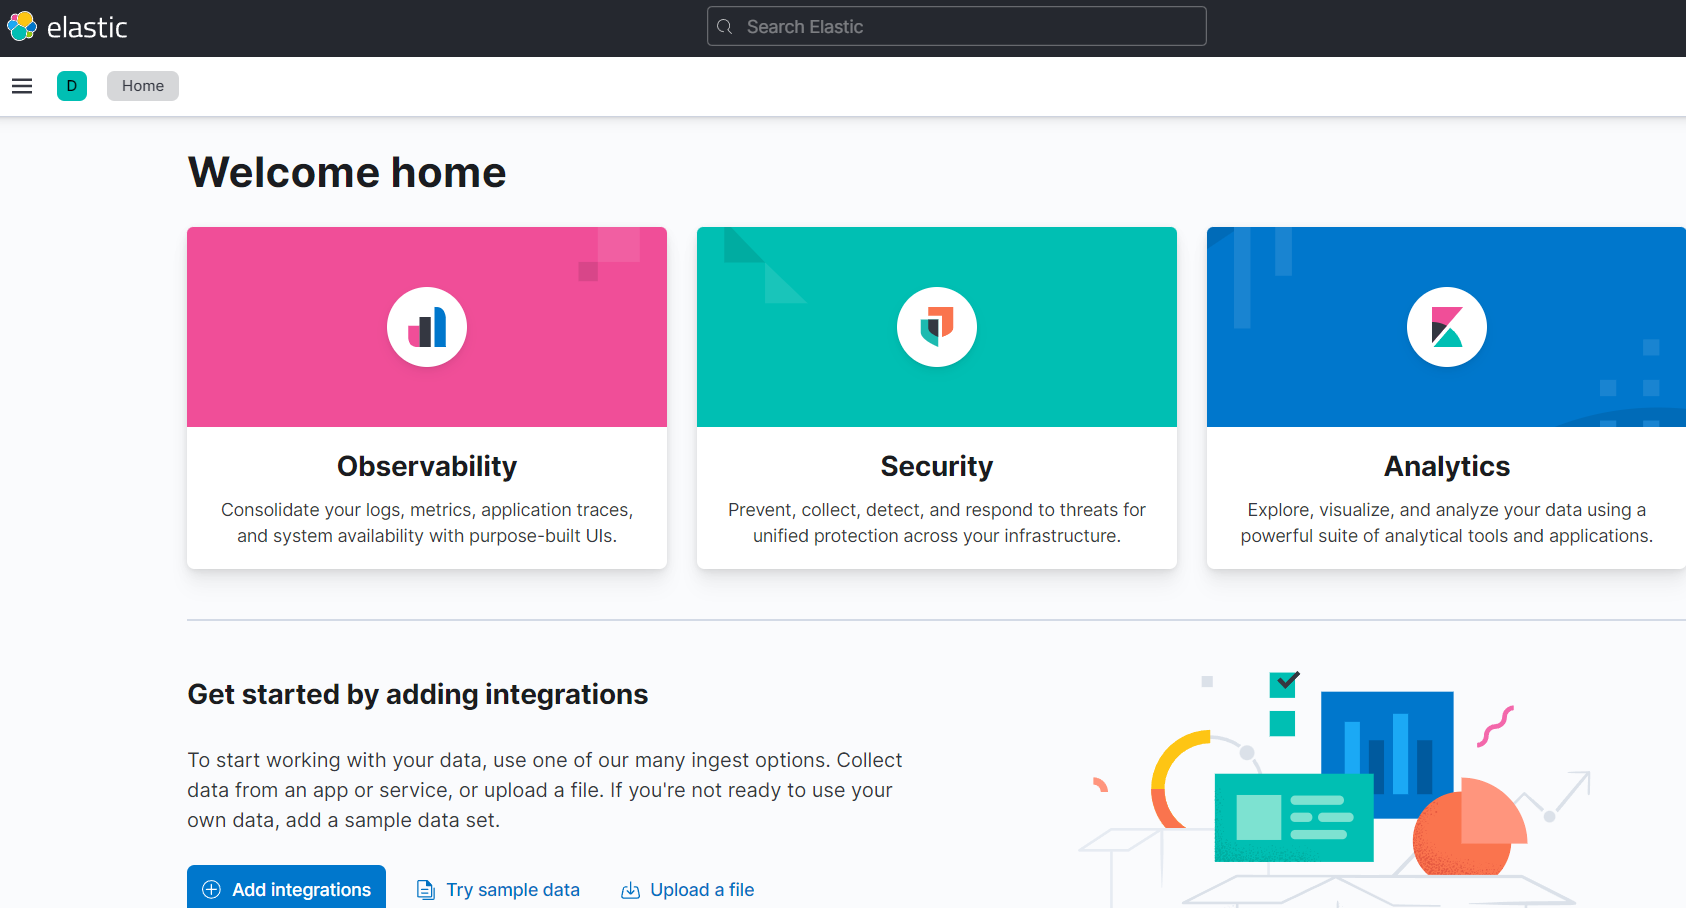 elastic
Search Elastic
D
Home
Welcome home
Observability
Consolidate your logs, metrics, application traces,
and system availability with purpose-built UIs.
Security
Prevent, collect, detect, and respond to threats for
unified protection across your infrastructure.
Analytics
Explore, visualize, and analyze your data using a
powerful suite of analytical tools and applications.
Get started by adding integrations
To start working with your data, use one of our many ingest options. Collect
data from an app or service, or upload a file. If you're not ready to use your
own data, add a sample data set.
Add integrations
Try sample data
Upload a file